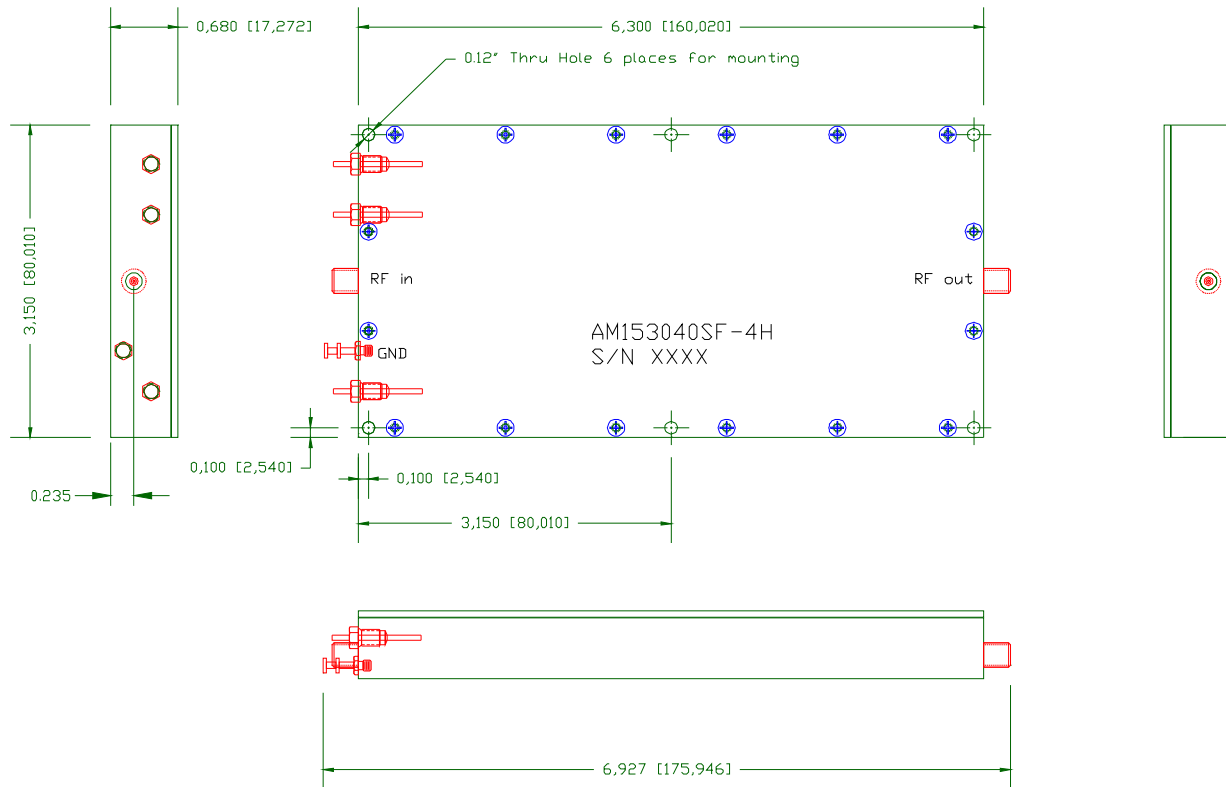 0,680 [17,272]
6,300 [160,020]
0.12" Thru Hole 6 places for mounting
3,150 [80,010]
RF in
RF out
AM153040SF-4H
S/N XXXX
GND
0,100 [2,540]
0,100 [2,540]
0.235
3,150 [80,010]
6,927 [175,946]